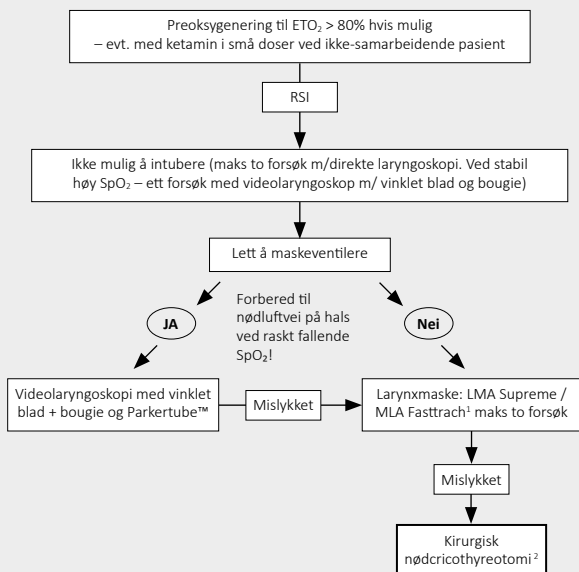 Preoksygenering til ETO₂ > 80% hvis mulig
– evt. med ketamin i små doser ved ikke-samarbeidende pasient
RSI
Ikke mulig å intubere (maks to forsøk m/direkte laryngoskopi. Ved stabil
høy SpO₂ – ett forsøk med videolaryngoskop m/ vinklet blad og bougie)
Lett å maskeventilere
JA
Forbered til
nødluftvei på hals
ved raskt fallende
SpO₂!
Nei
Videolaryngoskopi med vinklet
blad + bougie og Parkertube™
Mislykket
Larynxmaske: LMA Supreme /
MLA Fasttrach¹ maks to forsøk
Mislykket
Kirurgisk
nødcricothyreotomi ²